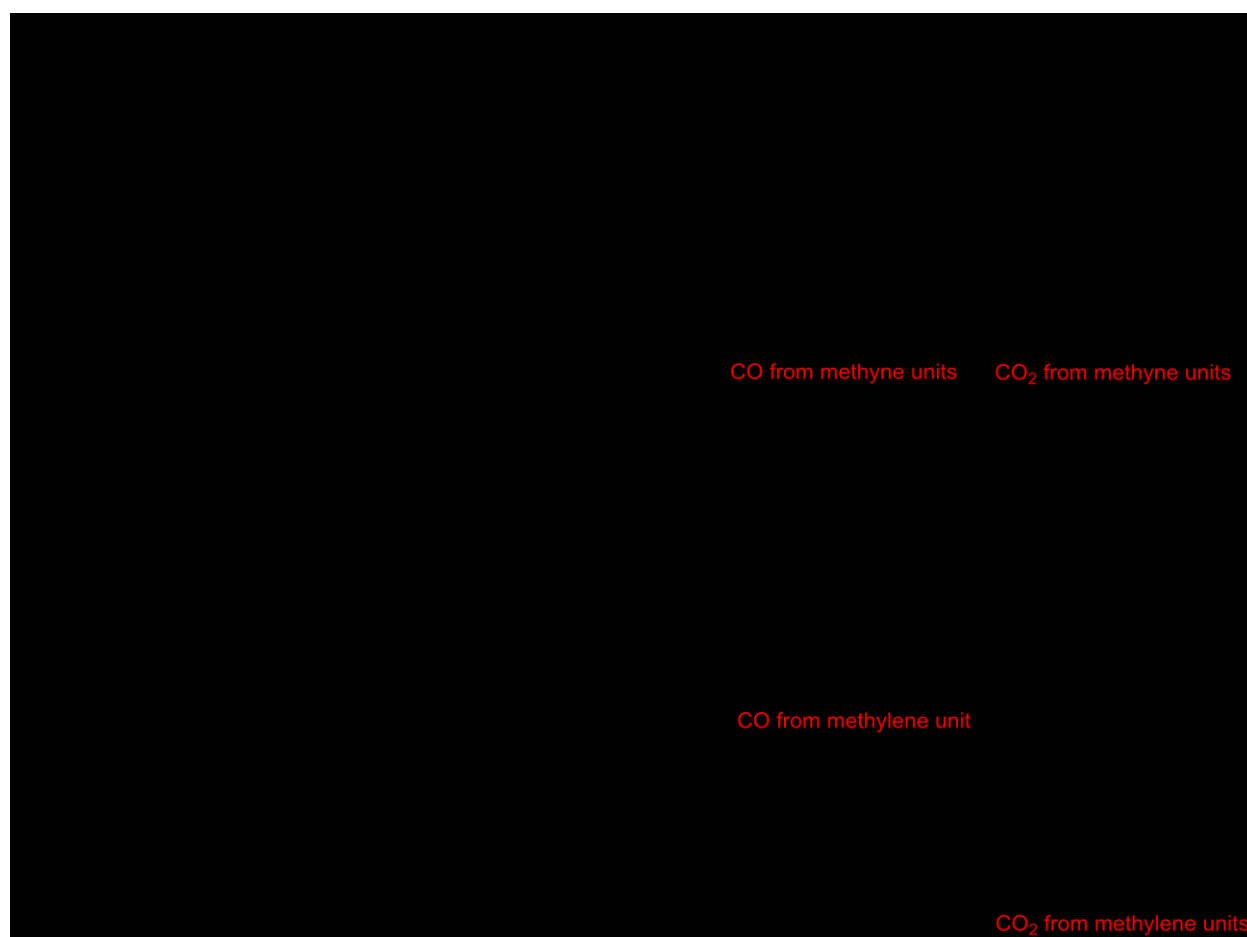 CO from methyne units
CO₂ from methyne units
CO from methylene unit
CO₂ from methylene units